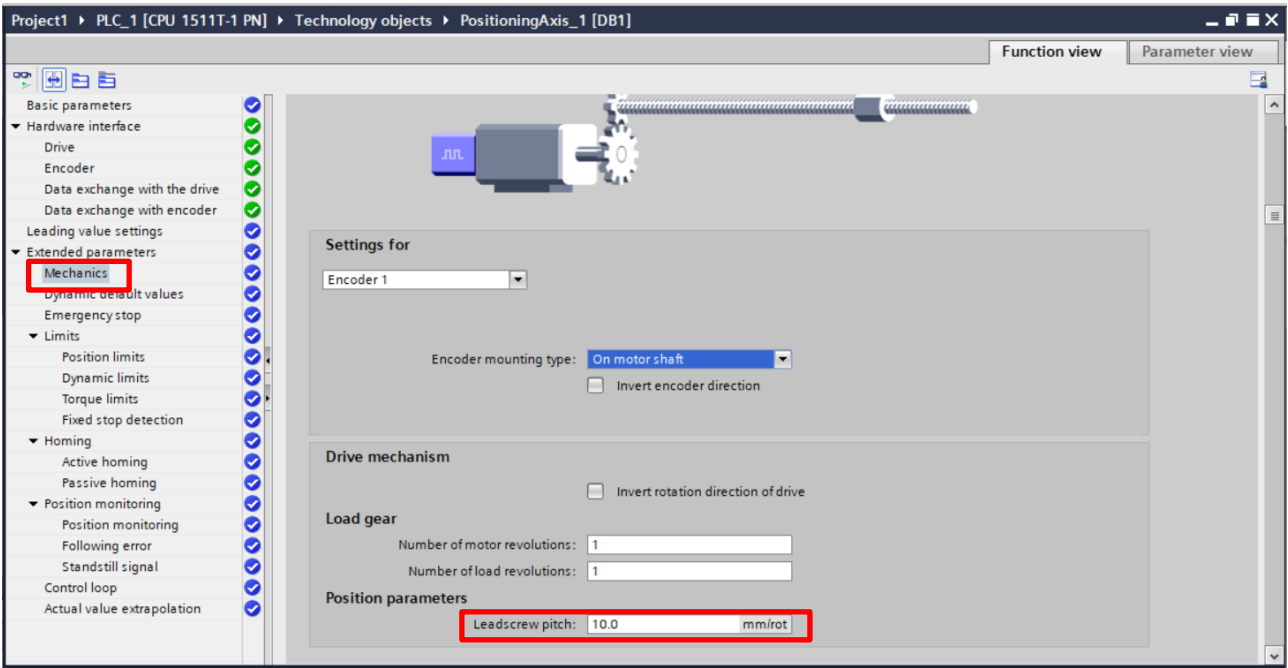 Project1 ▸ PLC_1 [CPU 1511T-1 PN] ▸ Technology objects ▸ PositioningAxis_1 [DB1]
Function view
Parameter view
Basic parameters
Hardware interface
Drive
Encoder
Data exchange with the drive
Data exchange with encoder
Leading value settings
Extended parameters
Mechanics
Dynamic default values
Emergency stop
Limits
Position limits
Dynamic limits
Torque limits
Fixed stop detection
Homing
Active homing
Passive homing
Position monitoring
Position monitoring
Following error
Standstill signal
Control loop
Actual value extrapolation
Settings for
Encoder 1
Encoder mounting type: On motor shaft
Invert encoder direction
Drive mechanism
Invert rotation direction of drive
Load gear
Number of motor revolutions: 1
Number of load revolutions: 1
Position parameters
Leadscrew pitch: 10.0 mm/rot